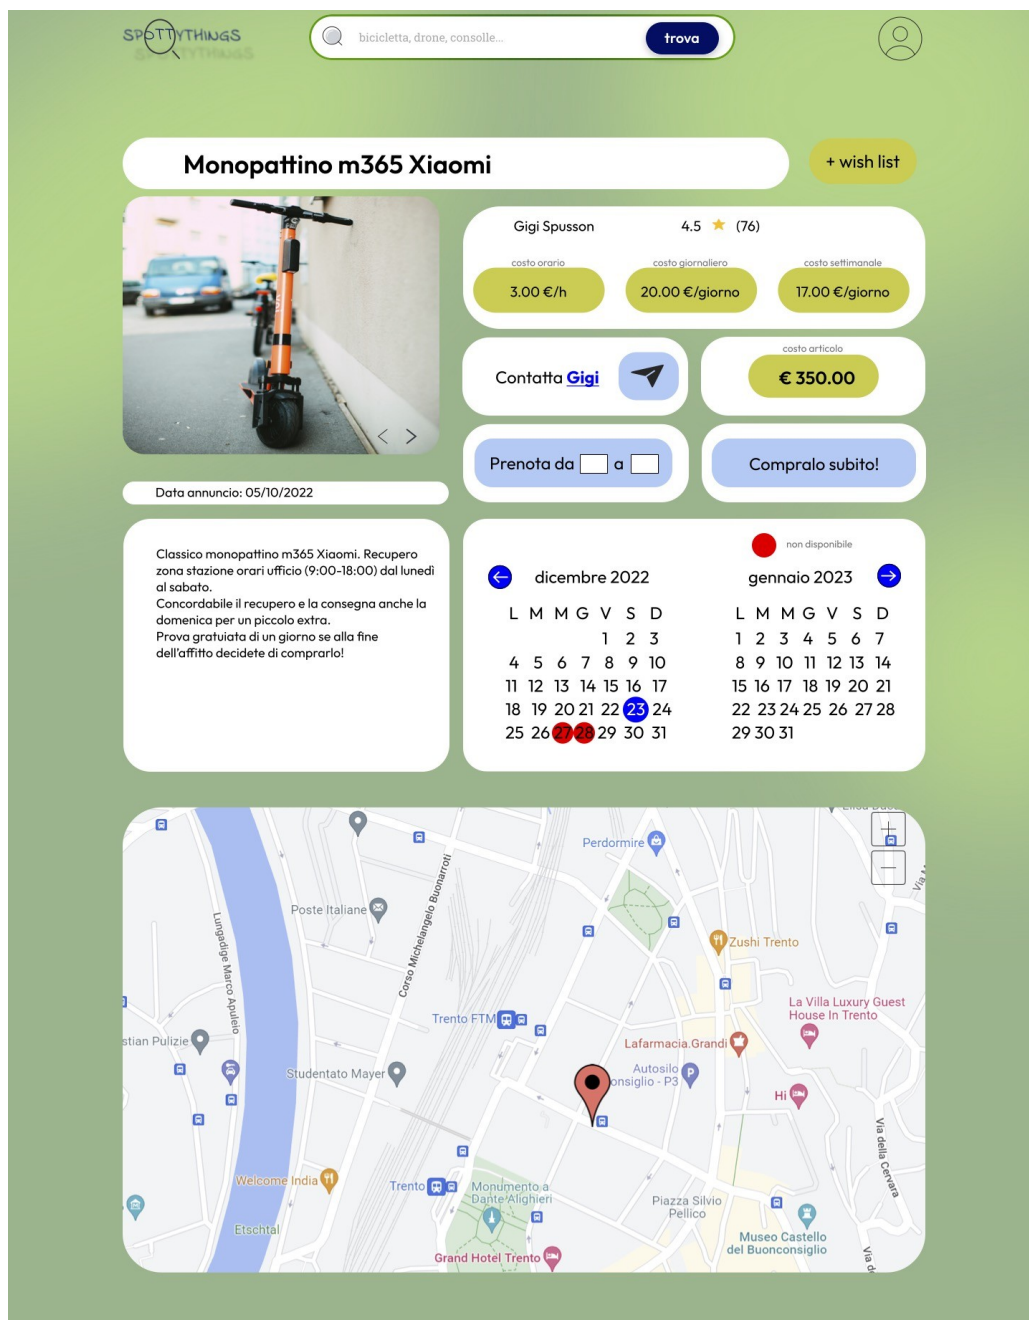 SPOTTYTHINGS
bicicletta, drone, consolle...
trova
Monopattino m365 Xiaomi
+ wish list
Gigi Spusson
4.5 (76)
costo orario
costo giornaliero
costo settimanale
3.00 €/h
20.00 €/giorno
17.00 €/giorno
Contatta Gigi
costo articolo
€ 350.00
Prenota da a
Compralo subito!
Data annuncio: 05/10/2022
Classico monopattino m365 Xiaomi. Recupero
zona stazione orari ufficio (9:00-18:00) dal lunedì
al sabato.
Concordabile il recupero e la consegna anche la
domenica per un piccolo extra.
Prova gratuiata di un giorno se alla fine
dell'affitto decidete di comprarlo!
non disponibile
dicembre 2022
L M M G V S D
1 2 3
4 5 6 7 8 9 10
11 12 13 14 15 16 17
18 19 20 21 22 23 24
25 26 27 28 29 30 31
gennaio 2023
L M M G V S D
1 2 3 4 5 6 7
8 9 10 11 12 13 14
15 16 17 18 19 20 21
22 23 24 25 26 27 28
29 30 31
Perdormire
Poste Italiane
Corso Michelangelo Buonarroti
Lungadige Marco Apuleio
Zushi Trento
La Villa Luxury Guest
House In Trento
Trento FTM
stian Pulizie
Lafarmacia.Grandi
Studentato Mayer
Autosilo
onsiglio - P3
P
Hi
Via della Cervara
Welcome India
Trento
Monumento a
Dante Alighieri
Piazza Silvio
Pellico
Etschtal
Museo Castello
del Buonconsiglio
Grand Hotel Trento